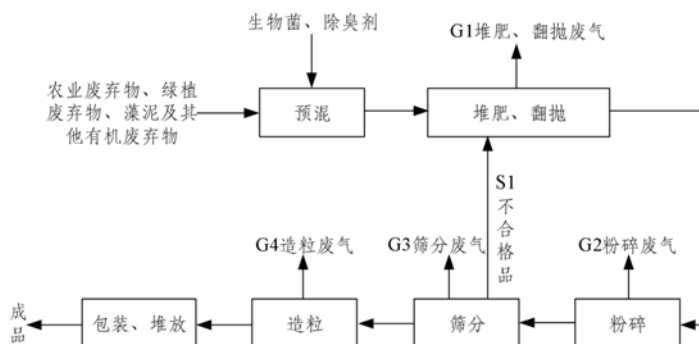 生物菌、除臭剂
G1堆肥、翻抛废气
农业废弃物、绿植
废弃物、藻泥及其
他有机废弃物
预混
堆肥、翻抛
S1
不
合
格
品
G4造粒废气
G3筛分废气
G2粉碎废气
成
品
包装、堆放
造粒
筛分
粉碎